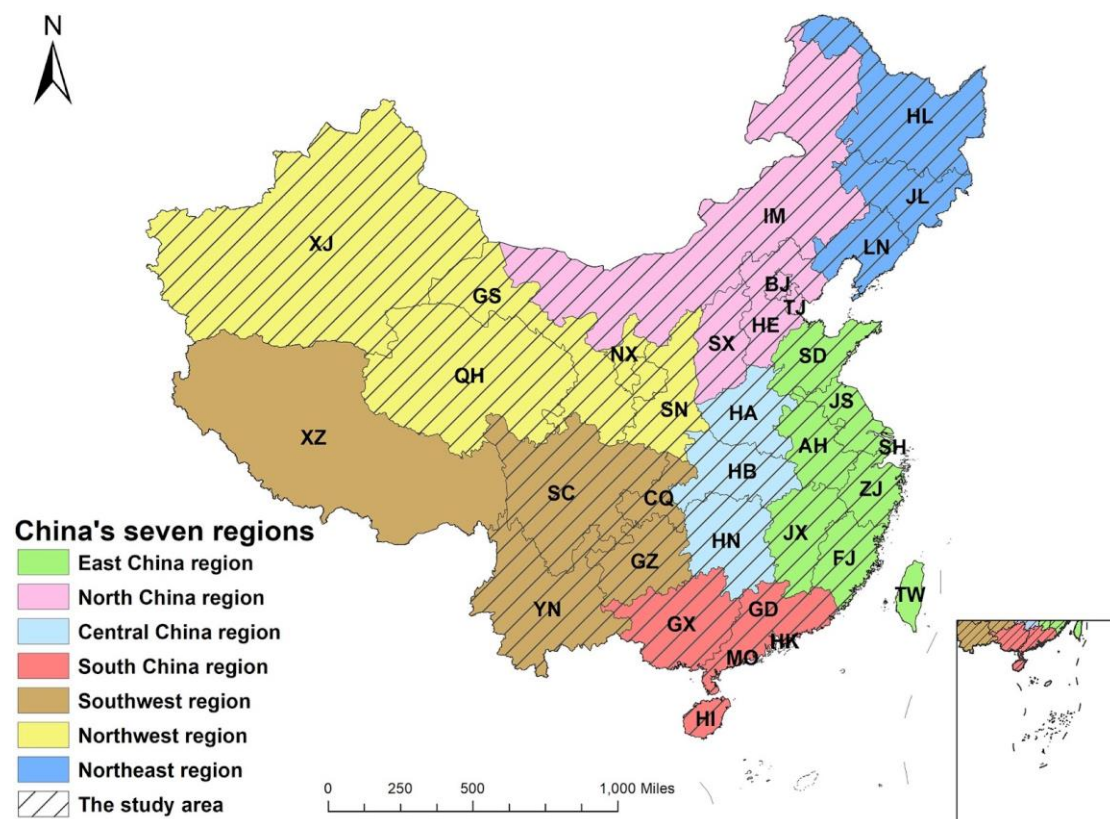 N
HL
JL
IM
LN
XJ
BJ
GS
TJ
HE
SX
NX
SD
QH
SN
JS
HA
XZ
AH
SH
HB
ZJ
SC
CQ
HN
JX
FJ
GZ
TW
YN
GX
GD
HK
MO
HI
China's seven regions
East China region
North China region
Central China region
South China region
Southwest region
Northwest region
Northeast region
The study area
0 250 500 1,000 Miles